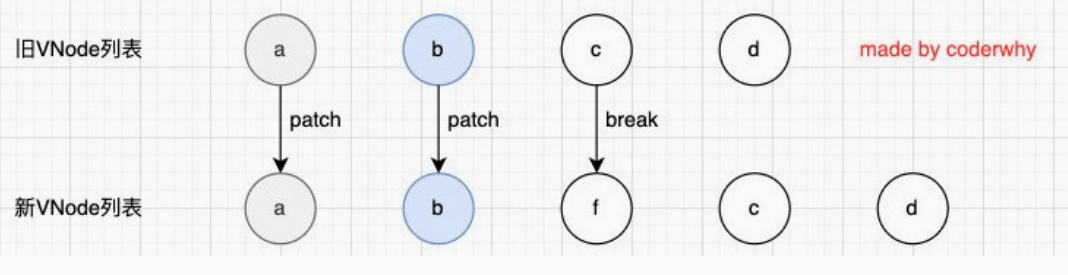 旧VNode列表 a b c d made by coderwhy
patch patch break
新VNode列表 a b f c d